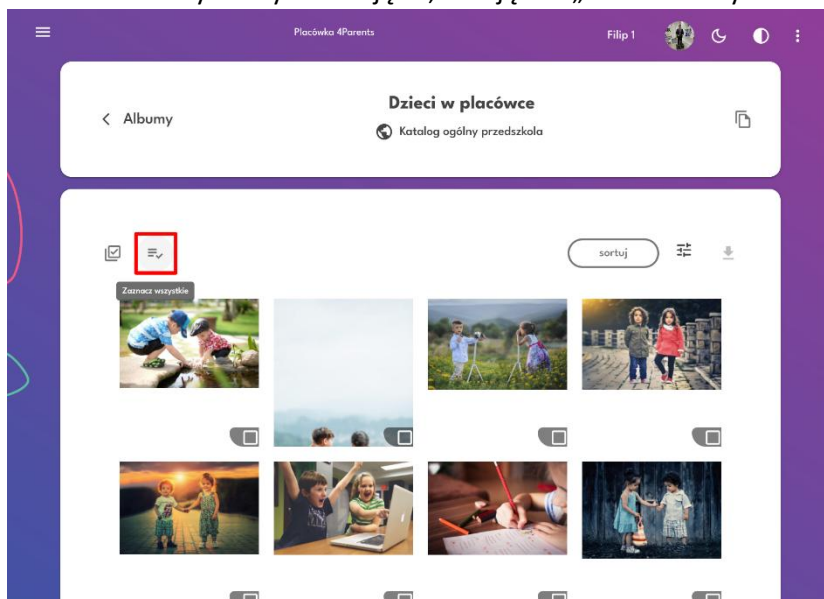 Placówka 4Parents
Filip 1
Albumy
Dzieci w placówce
Katalog ogólny przedszkola
sortuj
Zaznacz wszystkie